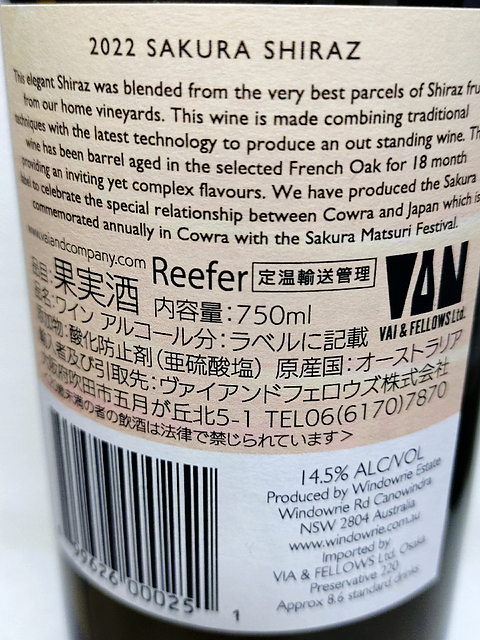 2022 SAKURA SHIRAZ
This elegant Shiraz was blended from the very best parcels of Shiraz fru
from our home vineyards. This wine is made combining traditional
techniques with the latest technology to produce an out standing wine. Th
wine has been barrel aged in the selected French Oak for 18 month
providing an inviting yet complex flavours. We have produced the Sakura
label to celebrate the special relationship between Cowra and Japan which is
commemorated annually in Cowra with the Sakura Matsuri Festival.
www.vaiandcompany.com
VAN
VAI & FELLOWS Ltd.
品目:果実酒 Reefer 定温輸送管理
品名:ワイン アルコール分:ラベルに記載 内容量:750ml
添加物:酸化防止剤(亜硫酸塩) 原産国:オーストラリア
輸入者及び引取先:ヴァイアンドフェロウズ株式会社
大阪府吹田市五月が丘北5-1 TEL06(6170)7870
20歳未満の者の飲酒は法律で禁じられています>
14.5% ALC/VOL
Produced by Windowne Estate
Windowne Rd Canowindra
NSW 2804 Australia
www.windowne.com.au
Imported by
VIA & FELLOWS Ltd, Osaka
Preservative 220
Approx 8.6 standard drinks
99626 00025 1